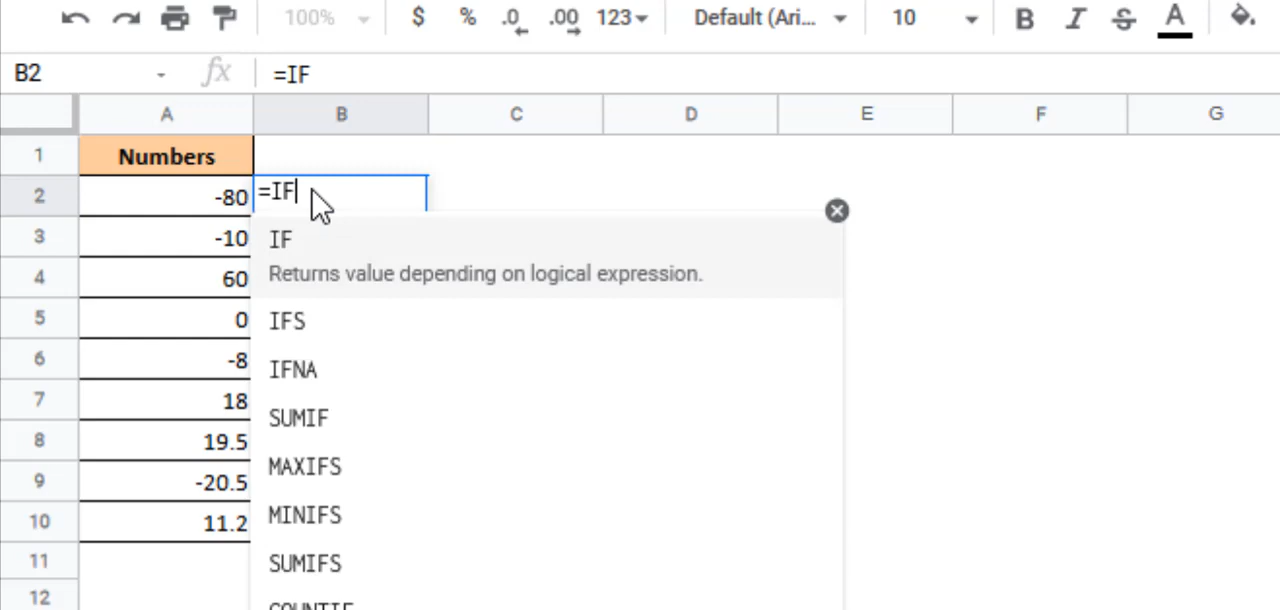 100% $ % .0 .00 123 Default (Ari... 10 B I S A
B2 fx =IF
A B C D E F G
1 Numbers
2 -80 =IF
3 -10
IF
Returns value depending on logical expression.
4 60
5 0 IFS
6 -8 IFNA
7 18 SUMIF
8 19.5 MAXIFS
9 -20.5 MINIFS
10 11.2
11 SUMIFS
12 COUNTIF